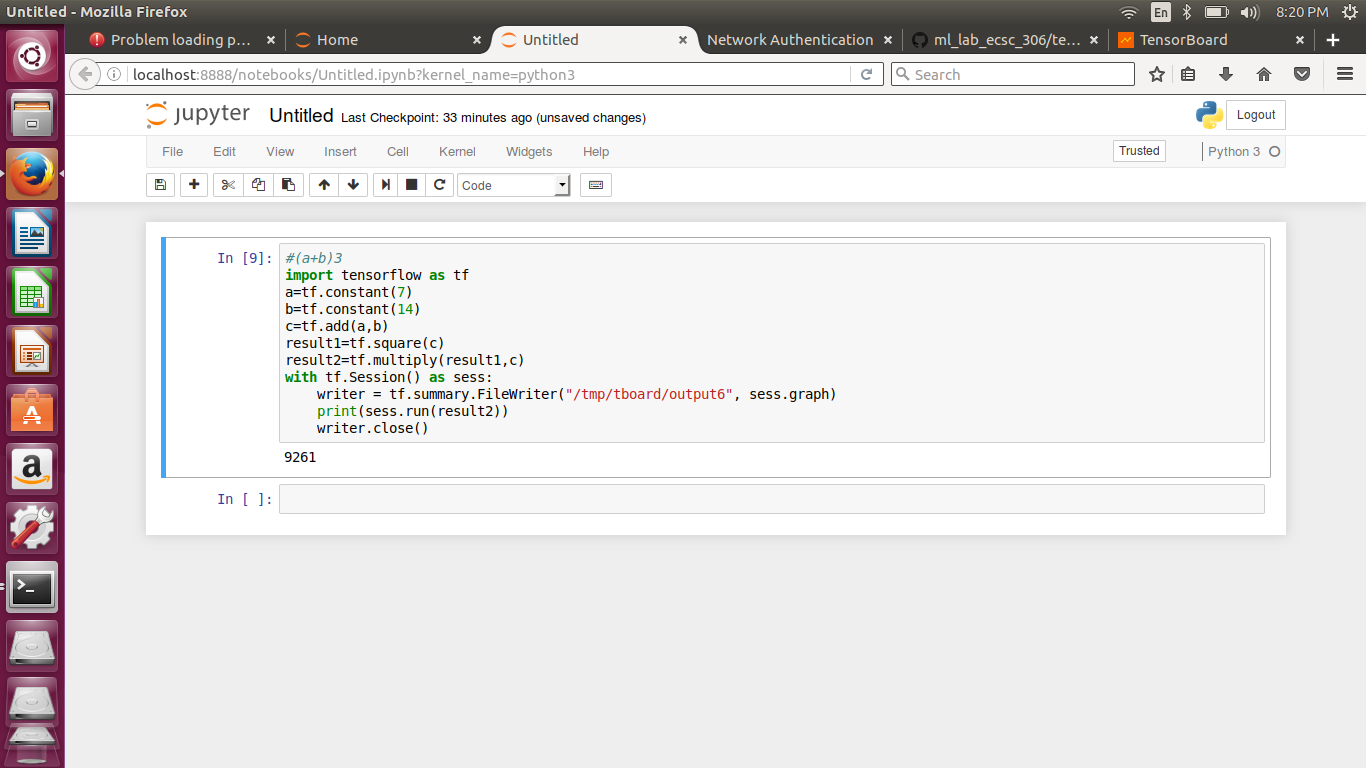 Untitled - Mozilla Firefox
En
8:20 PM
Problem loading p...
Home
Untitled
Network Authentication
ml_lab_ecsc_306/te...
TensorBoard
localhost:8888/notebooks/Untitled.ipynb?kernel_name=python3
Search
jupyter
Untitled
Last Checkpoint: 33 minutes ago (unsaved changes)
Logout
File
Edit
View
Insert
Cell
Kernel
Widgets
Help
Trusted
Python 3
Code
In [9]:
#(a+b)3
import tensorflow as tf
a=tf.constant(7)
b=tf.constant(14)
c=tf.add(a,b)
result1=tf.square(c)
result2=tf.multiply(result1,c)
with tf.Session() as sess:
    writer = tf.summary.FileWriter("/tmp/tboard/output6", sess.graph)
    print(sess.run(result2))
    writer.close()
9261
In [ ]: